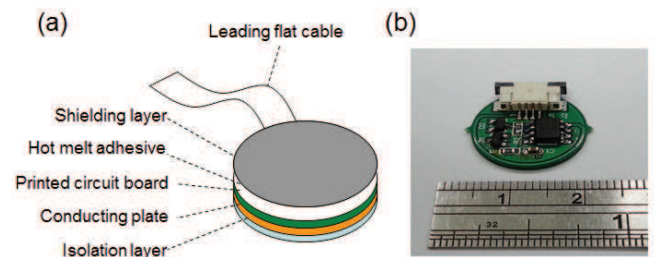 (a)
Leading flat cable
Shielding layer
Hot melt adhesive
Printed circuit board
Conducting plate
Isolation layer
(b)
1 2
32 1